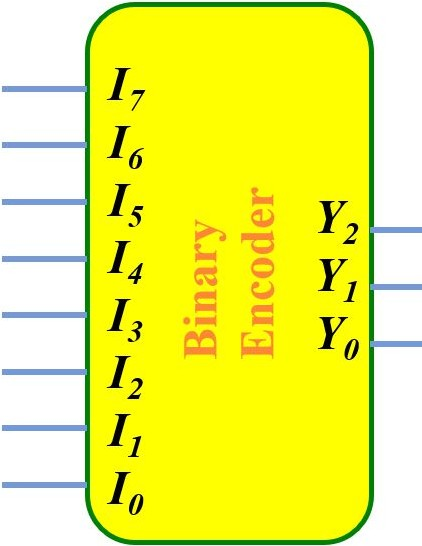 I7
I6
I5
I4
I3
I2
I1
I0
Binary
Encoder
Y2
Y1
Y0